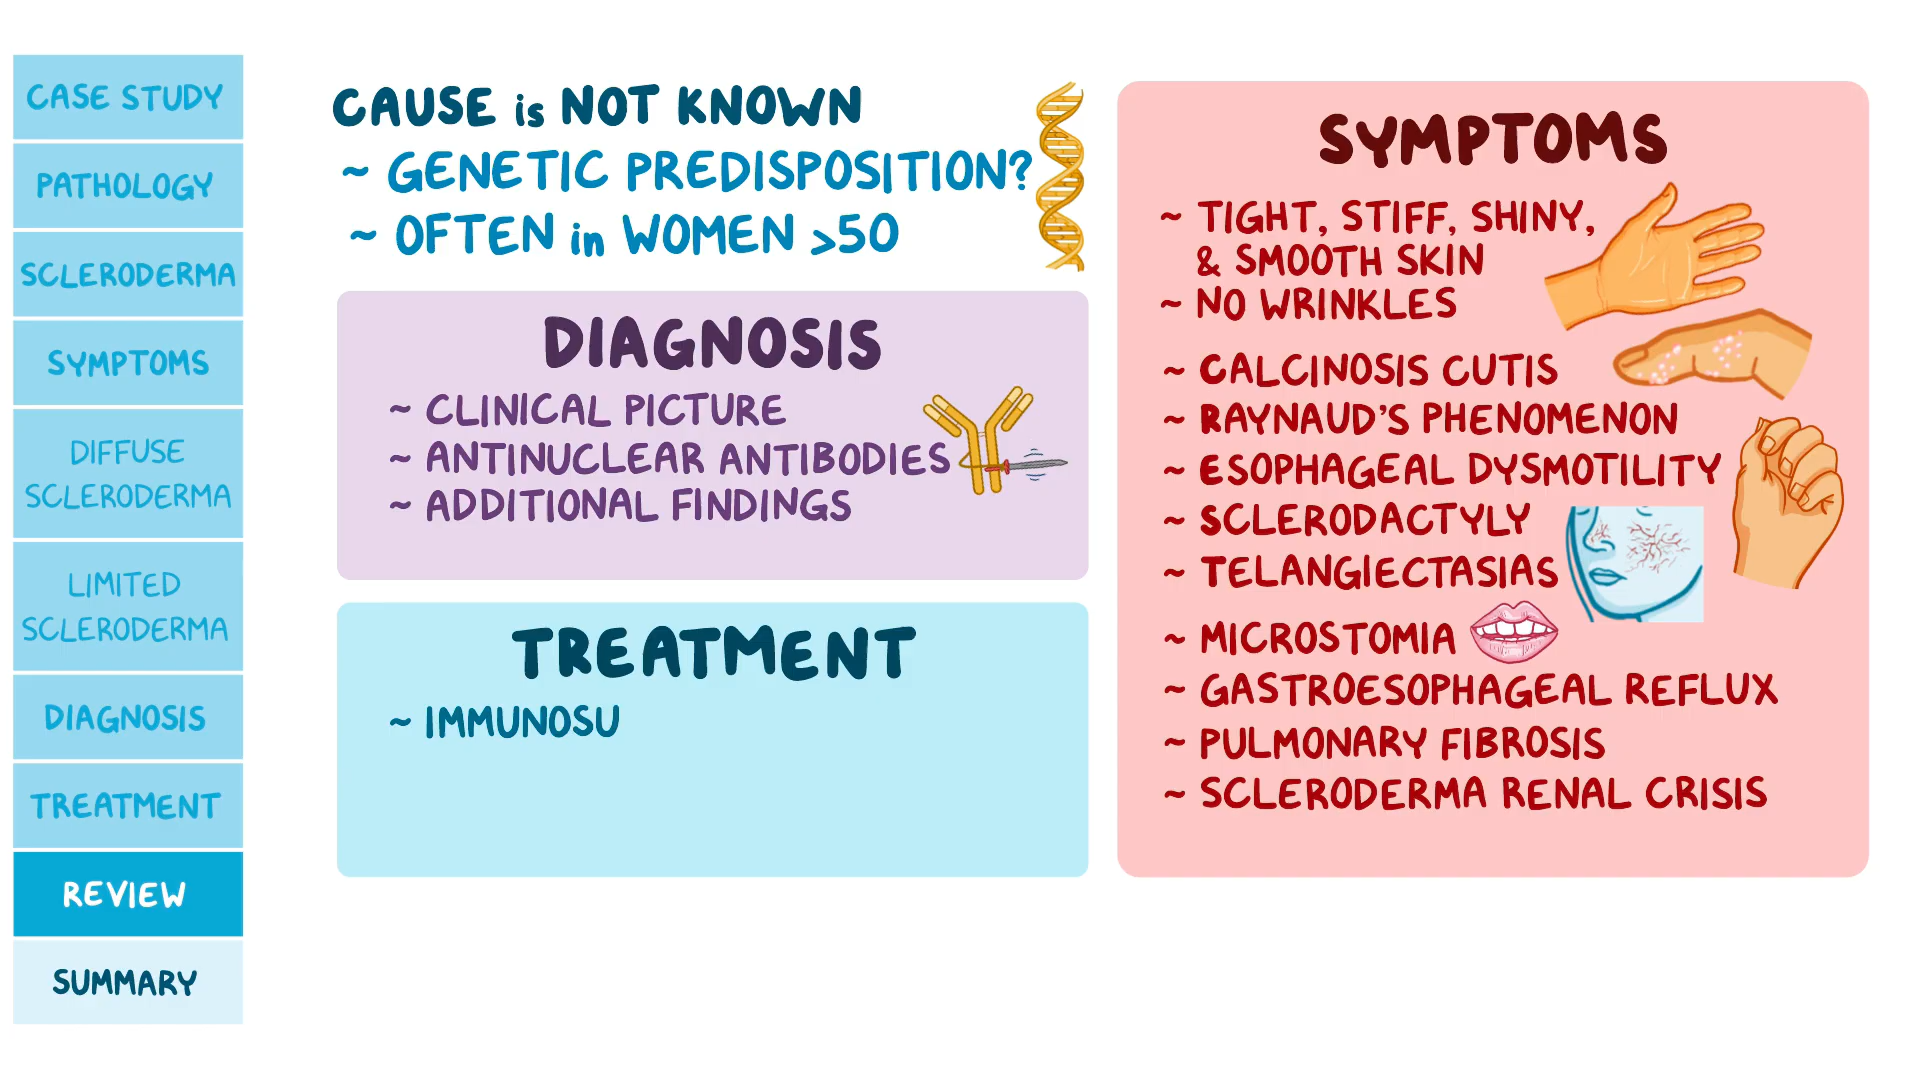 CASE STUDY
PATHOLOGY
SCLERODERMA
SYMPTOMS
DIFFUSE
SCLERODERMA
LIMITED
SCLERODERMA
DIAGNOSIS
TREATMENT
REVIEW
SUMMARY
CAUSE is NOT KNOWN
~ GENETIC PREDISPOSITION?
~ OFTEN in WOMEN >50
DIAGNOSIS
~ CLINICAL PICTURE
~ ANTINUCLEAR ANTIBODIES
~ ADDITIONAL FINDINGS
TREATMENT
~ IMMUNOSU
SYMPTOMS
~ TIGHT, STIFF, SHINY,
& SMOOTH SKIN
~ NO WRINKLES
~ CALCINOSIS CUTIS
~ RAYNAUD'S PHENOMENON
~ ESOPHAGEAL DYSMOTILITY
~ SCLERODACTYLY
~ TELANGIECTASIAS
~ MICROSTOMIA
~ GASTROESOPHAGEAL REFLUX
~ PULMONARY FIBROSIS
~ SCLERODERMA RENAL CRISIS